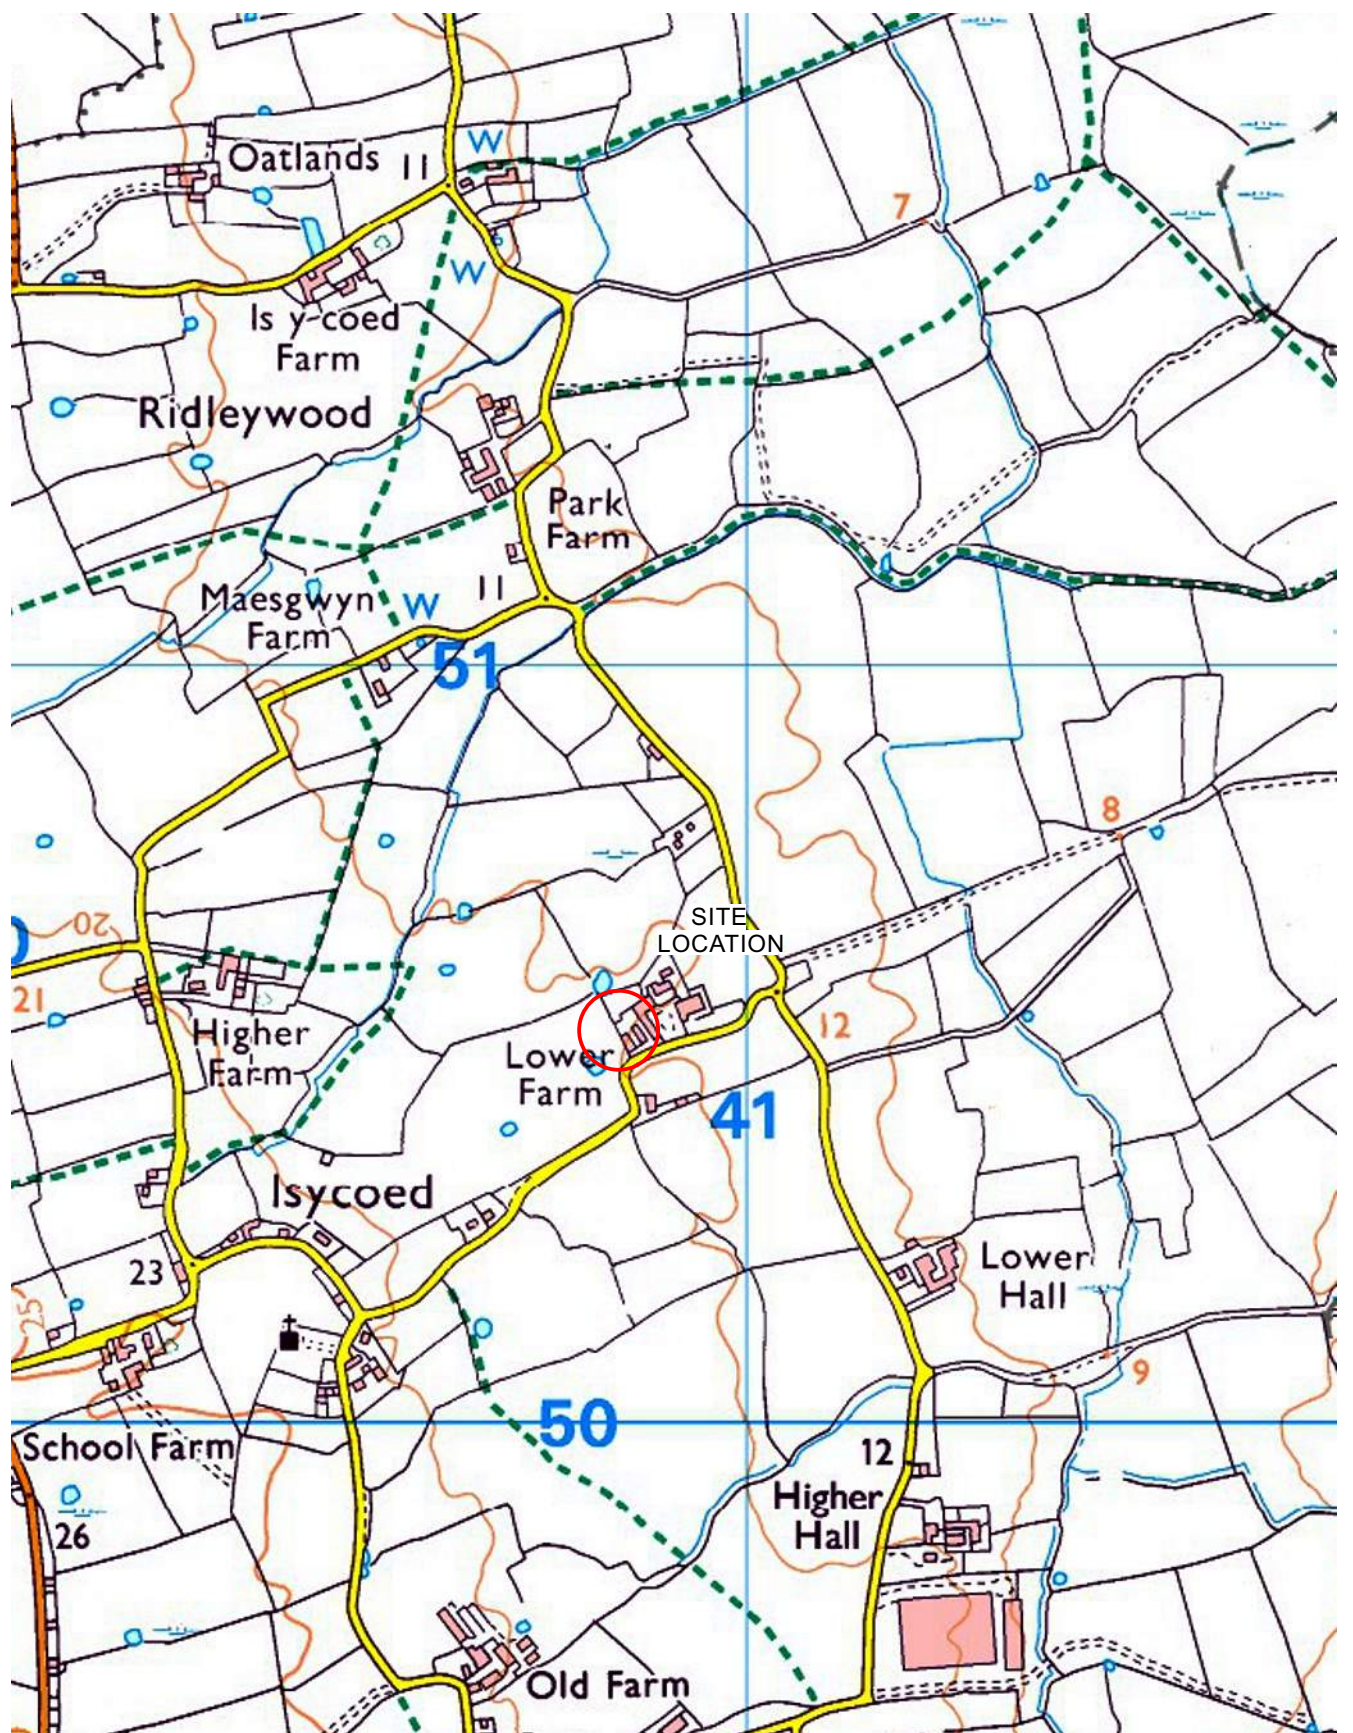 W
Oatlands
11
7
W
Is y-coed
Farm
Ridleywood
Park
Farm
11
Maesgwyn
Farm
W
51
8
SITE
LOCATION
20
0
21
12
Higher
Farm
Lower
Farm
41
Isycoed
23
Lower
Hall
25
9
School Farm
50
12
Higher
Hall
26
Old Farm